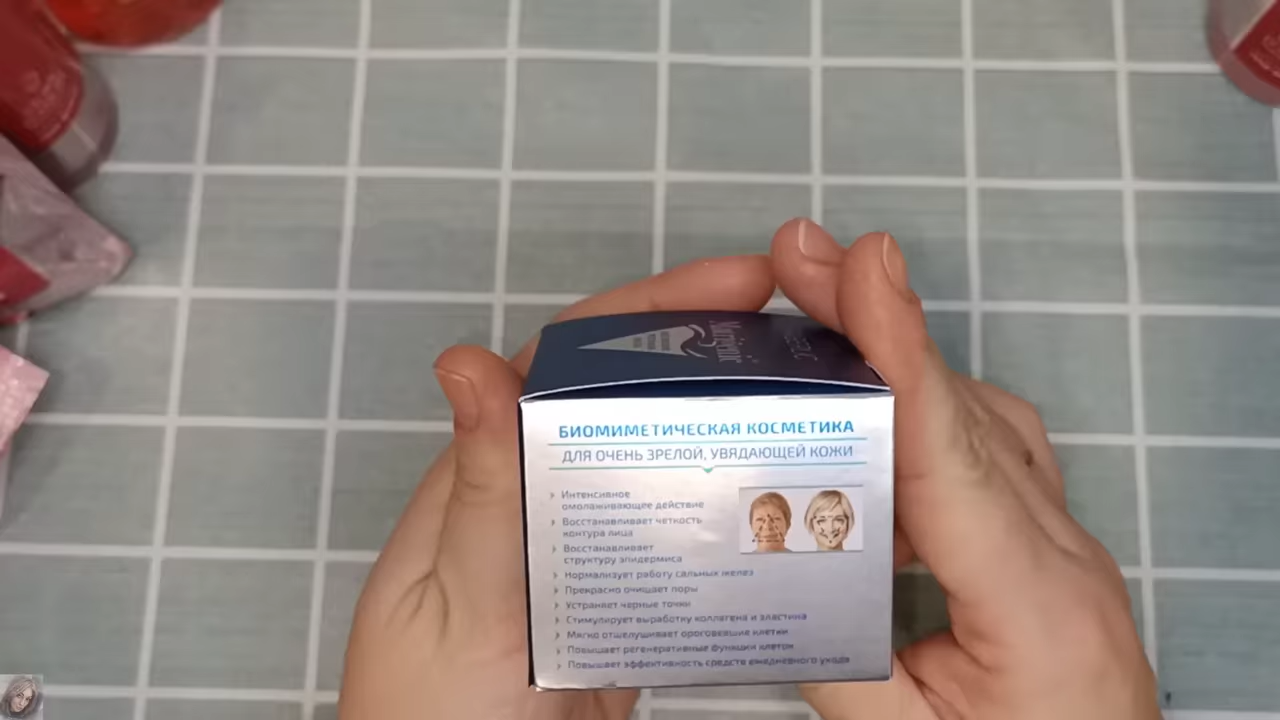 БИОМИМЕТИЧЕСКАЯ КОСМЕТИКА
ДЛЯ ОЧЕНЬ ЗРЕЛОЙ, УВЯДАЮЩЕЙ КОЖИ
Интенсивное
омолаживающее действие
Восстанавливает четкость
контура лица
Восстанавливает
структуру эпидермиса
Нормализует работу сальных желез
Прекрасно очищает поры
Устраняет черные точки
Стимулирует выработку коллагена и эластина
Мягко отшелушивает ороговевшие клетки
Повышает регенеративные функции клеток
Повышает эффективность средств ежедневного ухода